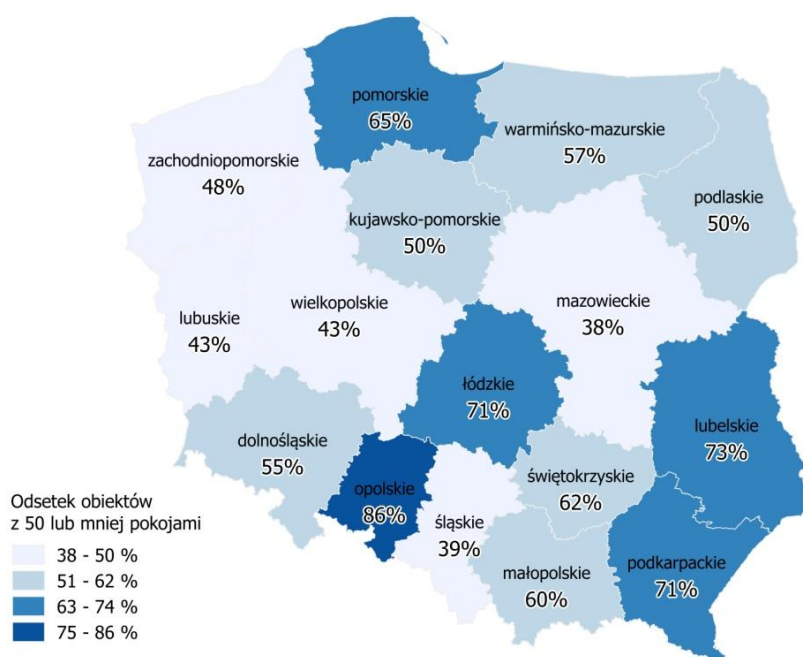 pomorskie
65%
warmińsko-mazurskie
57%
zachodniopomorskie
48%
podlaskie
50%
kujawsko-pomorskie
50%
mazowieckie
38%
wielkopolskie
43%
lubuskie
43%
łódzkie
71%
lubelskie
73%
dolnośląskie
55%
opolskie
86%
świętokrzyskie
62%
śląskie
39%
podkarpackie
71%
małopolskie
60%
Odsetek obiektów
z 50 lub mniej pokojami
38 - 50 %
51 - 62 %
63 - 74 %
75 - 86 %